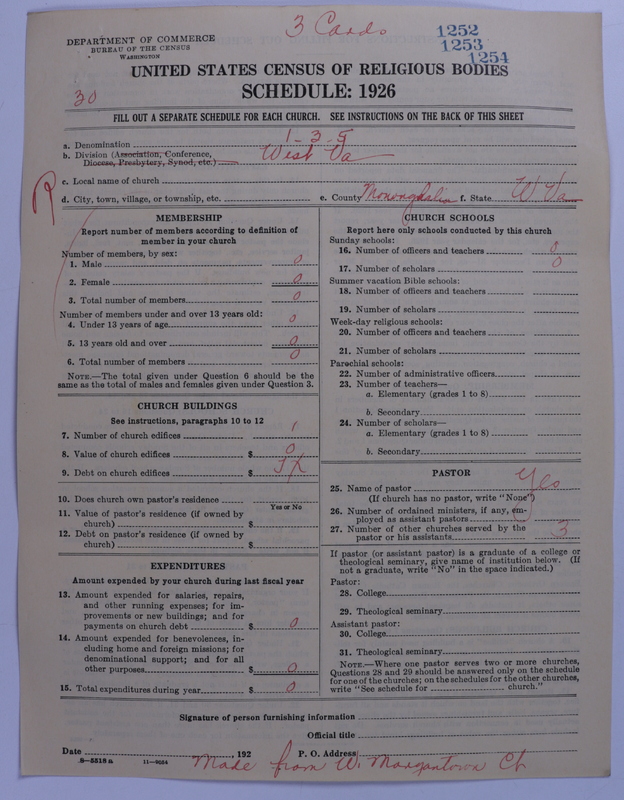 3 Cards
1252
1253
1254
DEPARTMENT OF COMMERCE
BUREAU OF THE CENSUS
WASHINGTON
UNITED STATES CENSUS OF RELIGIOUS BODIES
SCHEDULE: 1926
30
FILL OUT A SEPARATE SCHEDULE FOR EACH CHURCH. SEE INSTRUCTIONS ON THE BACK OF THIS SHEET
a. Denomination 1-3-5
b. Division (Association, Conference, Diocese, Presbytery, Synod, etc.) West Va
c. Local name of church
R
d. City, town, village, or township, etc. e. County Mononghalia f. State W Va
MEMBERSHIP
Report number of members according to definition of
member in your church
Number of members, by sex:
1. Male 0
2. Female 0
3. Total number of members 0
Number of members under and over 13 years old:
4. Under 13 years of age 0
5. 13 years old and over 0
6. Total number of members 0
NOTE.—The total given under Question 6 should be the
same as the total of males and females given under Question 3.
CHURCH BUILDINGS
See instructions, paragraphs 10 to 12
7. Number of church edifices 1
8. Value of church edifices $ 0
9. Debt on church edifices $
10. Does church own pastor's residence
Yes or No
11. Value of pastor's residence (if owned by
church) $
12. Debt on pastor's residence (if owned by
church) $
EXPENDITURES
Amount expended by your church during last fiscal year
13. Amount expended for salaries, repairs,
and other running expenses; for im-
provements or new buildings; and for
payments on church debt $ 0
14. Amount expended for benevolences, in-
cluding home and foreign missions; for
denominational support; and for all
other purposes $ 0
15. Total expenditures during year $ 0
CHURCH SCHOOLS
Report here only schools conducted by this church
Sunday schools:
16. Number of officers and teachers 0
17. Number of scholars 0
Summer vacation Bible schools:
18. Number of officers and teachers
19. Number of scholars
Week-day religious schools:
20. Number of officers and teachers
21. Number of scholars
Parochial schools:
22. Number of administrative officers
23. Number of teachers—
a. Elementary (grades 1 to 8)
b. Secondary
24. Number of scholars—
a. Elementary (grades 1 to 8)
b. Secondary
PASTOR
25. Name of pastor Yes
(If church has no pastor, write "None")
26. Number of ordained ministers, if any, em-
ployed as assistant pastors
27. Number of other churches served by the
pastor or his assistants 3
If pastor (or assistant pastor) is a graduate of a college or
theological seminary, give name of institution below. (If
not a graduate, write "No" in the space indicated.)
Pastor:
28. College
29. Theological seminary
Assistant pastor:
30. College
31. Theological seminary
NOTE.—Where one pastor serves two or more churches,
Questions 28 and 29 should be answered only on the schedule
for one of the churches; on the schedules for the other churches,
write "See schedule for church."
Signature of person furnishing information
Official title
Date , 192 P. O. Address
8—5518 a 11—9024
Made from W. Morgantown Ch